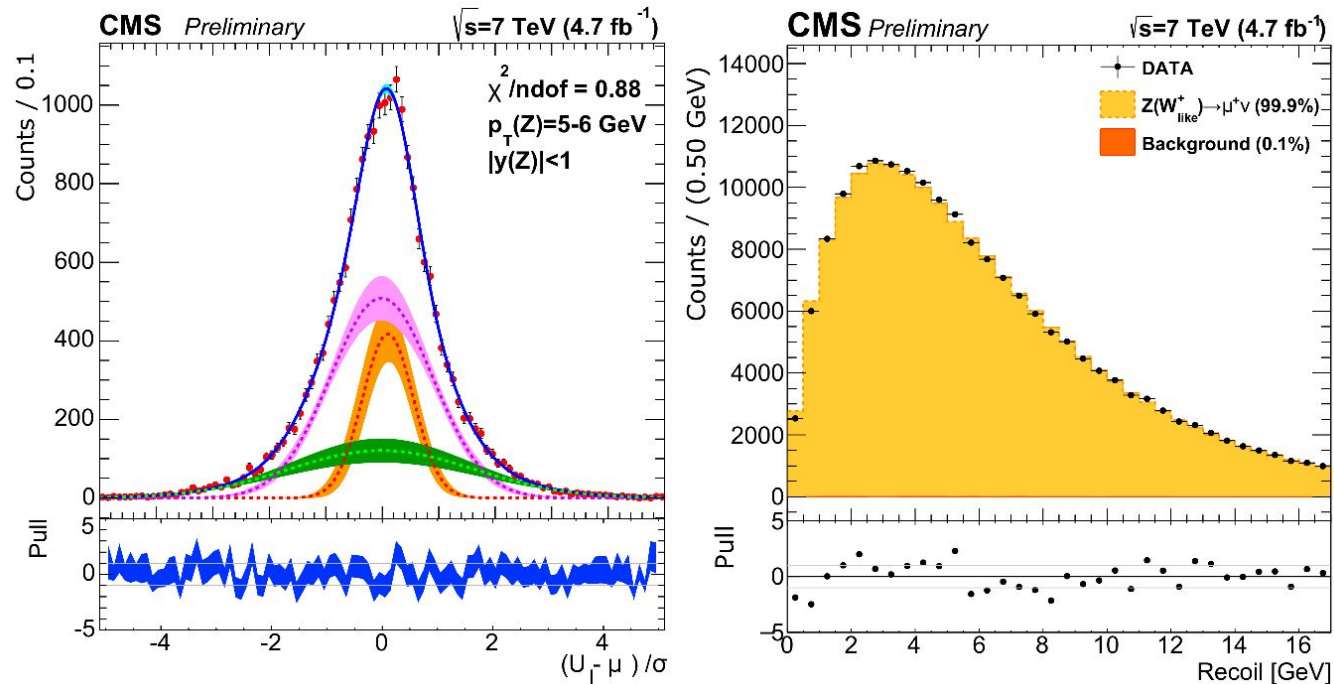 CMS Preliminary √s=7 TeV (4.7 fb⁻¹)
Counts / 0.1
1000
800
600
400
200
0
χ²/ndof = 0.88
p_T(Z)=5-6 GeV
|y(Z)|<1
Pull
5
0
-5
-4 -2 0 2 4
(U_|- μ) /σ
CMS Preliminary √s=7 TeV (4.7 fb⁻¹)
Counts / (0.50 GeV)
14000
12000
10000
8000
6000
4000
2000
0
DATA
Z(W⁺_like)→μ⁺ν (99.9%)
Background (0.1%)
Pull
5
0
−5
0 2 4 6 8 10 12 14 16
Recoil [GeV]